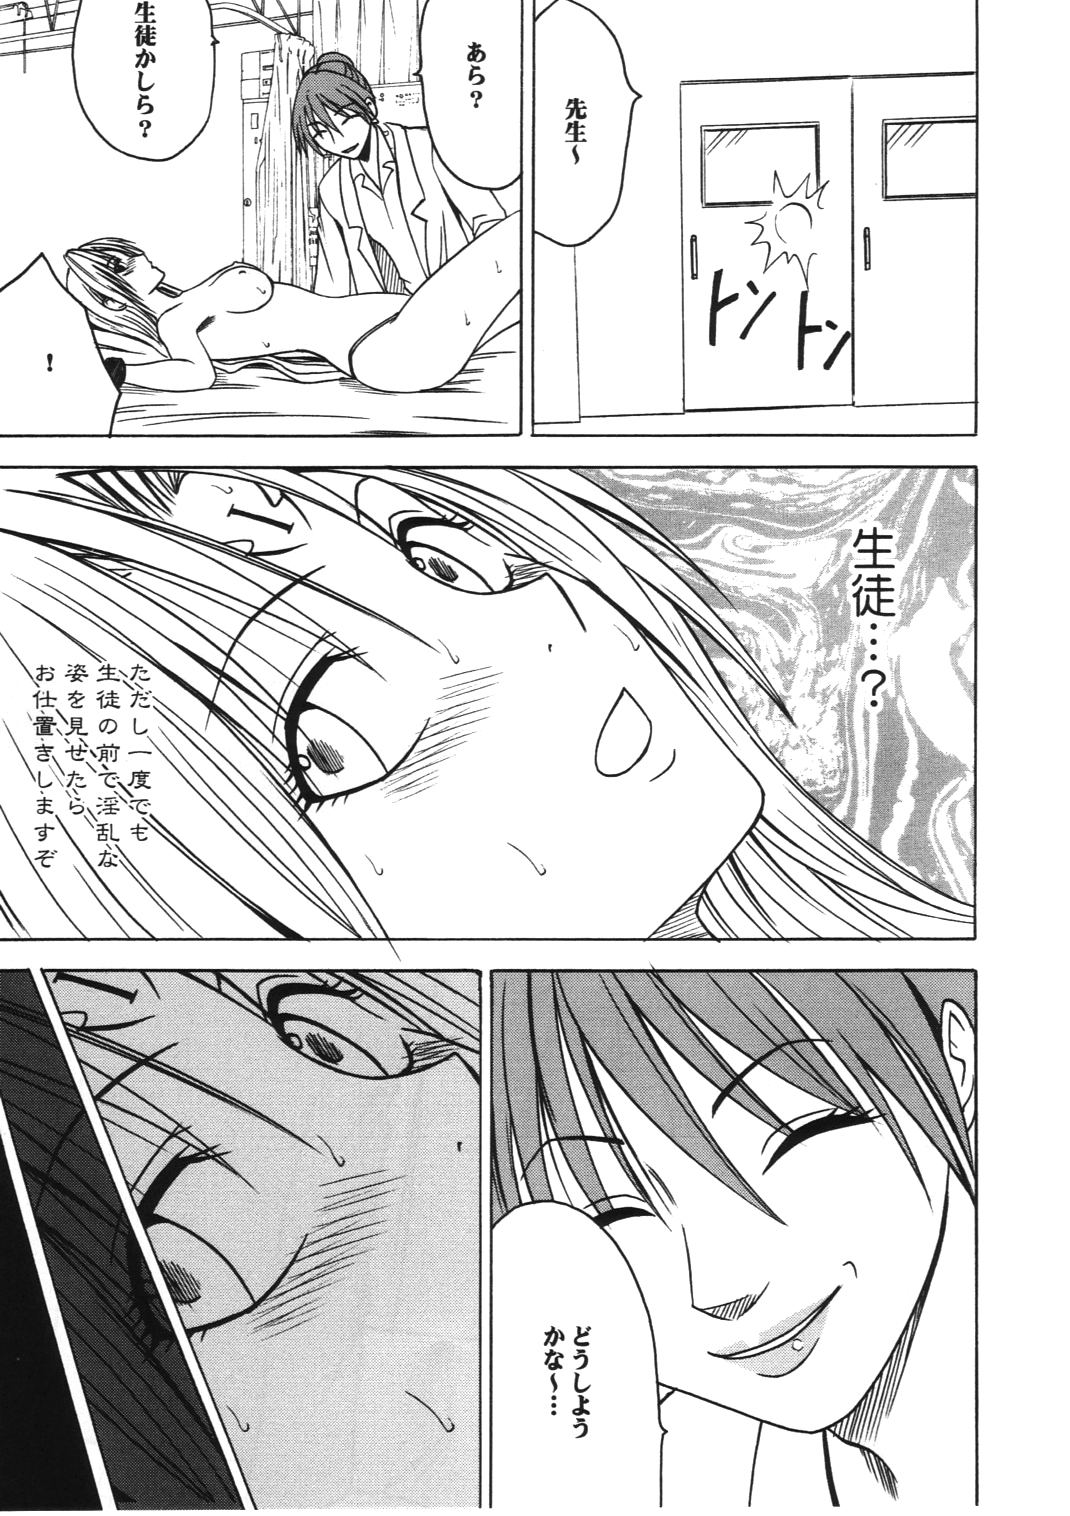 先生～
トン
トン
あら？
生徒かしら？
！
生徒…？
ただし一度でも
生徒の前で淫乱な
姿を見せたら
お仕置きしますぞ
どうしよう
かな～…